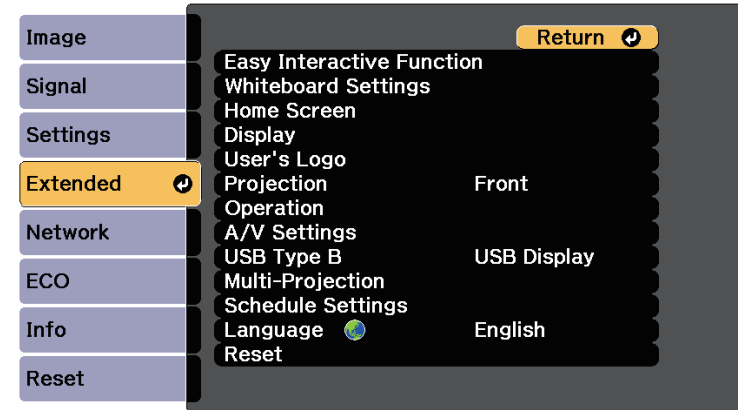 Image
Signal
Settings
Extended
Network
ECO
Info
Reset
Return
Easy Interactive Function
Whiteboard Settings
Home Screen
Display
User's Logo
Projection Front
Operation
A/V Settings
USB Type B USB Display
Multi-Projection
Schedule Settings
Language English
Reset